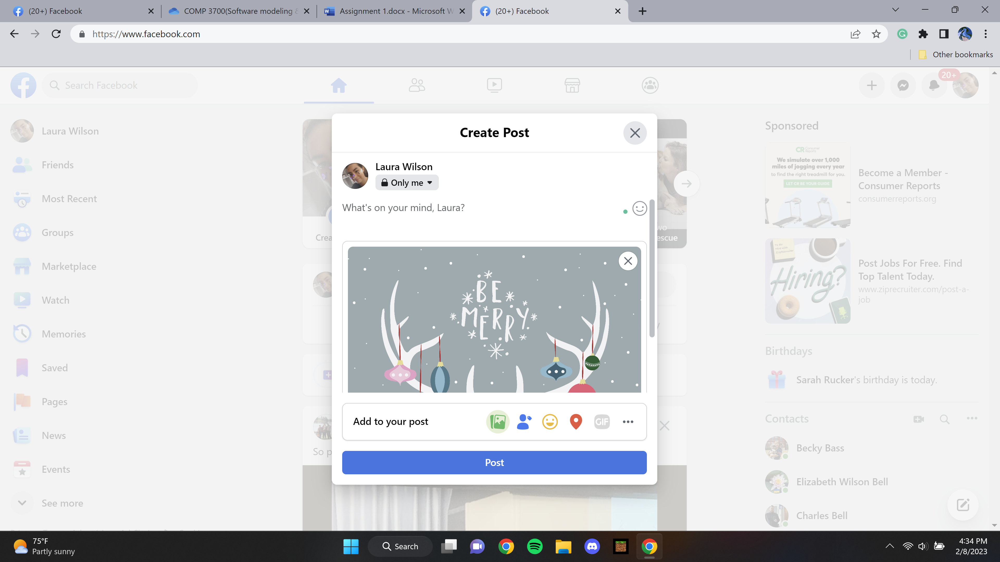 (20+) Facebook
COMP 3700(Software modeling &
Assignment 1.docx - Microsoft W
(20+) Facebook
https://www.facebook.com
Other bookmarks
Search Facebook
20+
Laura Wilson
Friends
Most Recent
Groups
Marketplace
Watch
Memories
Saved
Pages
News
Events
See more
Crea
So p
Create Post
Laura Wilson
Only me
What's on your mind, Laura?
BE
MERRY
Add to your post
GIF
Post
wo
escue
Sponsored
CR Consumer Reports
We simulate over 1,000
miles of jogging every year
to find the right treadmill for you.
LET CR BE YOUR GUIDE
Become a Member -
Consumer Reports
consumerreports.org
To do:
Hire with
ZipRecruiter
Hiring?
Post Jobs For Free. Find
Top Talent Today.
www.ziprecruiter.com/post-a-
job
Birthdays
Sarah Rucker's birthday is today.
Contacts
Becky Bass
Elizabeth Wilson Bell
Charles Bell
75°F
Partly sunny
Search
4:34 PM
2/8/2023